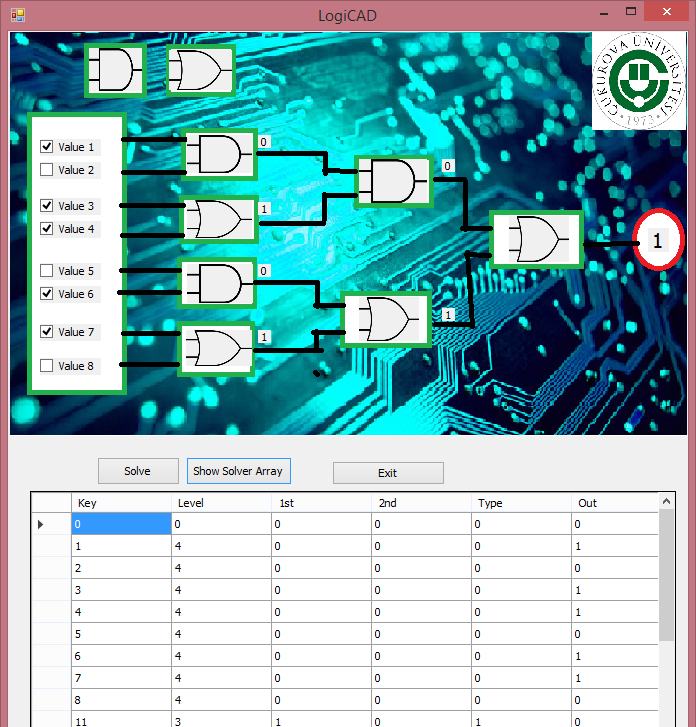 LogiCAD
ÇUKUROVA ÜNİVERSİTESİ
1973
Value 1
Value 2
Value 3
Value 4
Value 5
Value 6
Value 7
Value 8
0
1
0
1
0
1
1
Solve
Show Solver Array
Exit
Key Level 1st 2nd Type Out
0 0 0 0 0 0
1 4 0 0 0 1
2 4 0 0 0 0
3 4 0 0 0 1
4 4 0 0 0 1
5 4 0 0 0 0
6 4 0 0 0 1
7 4 0 0 0 1
8 4 0 0 0 0
11 3 1 0 1 0